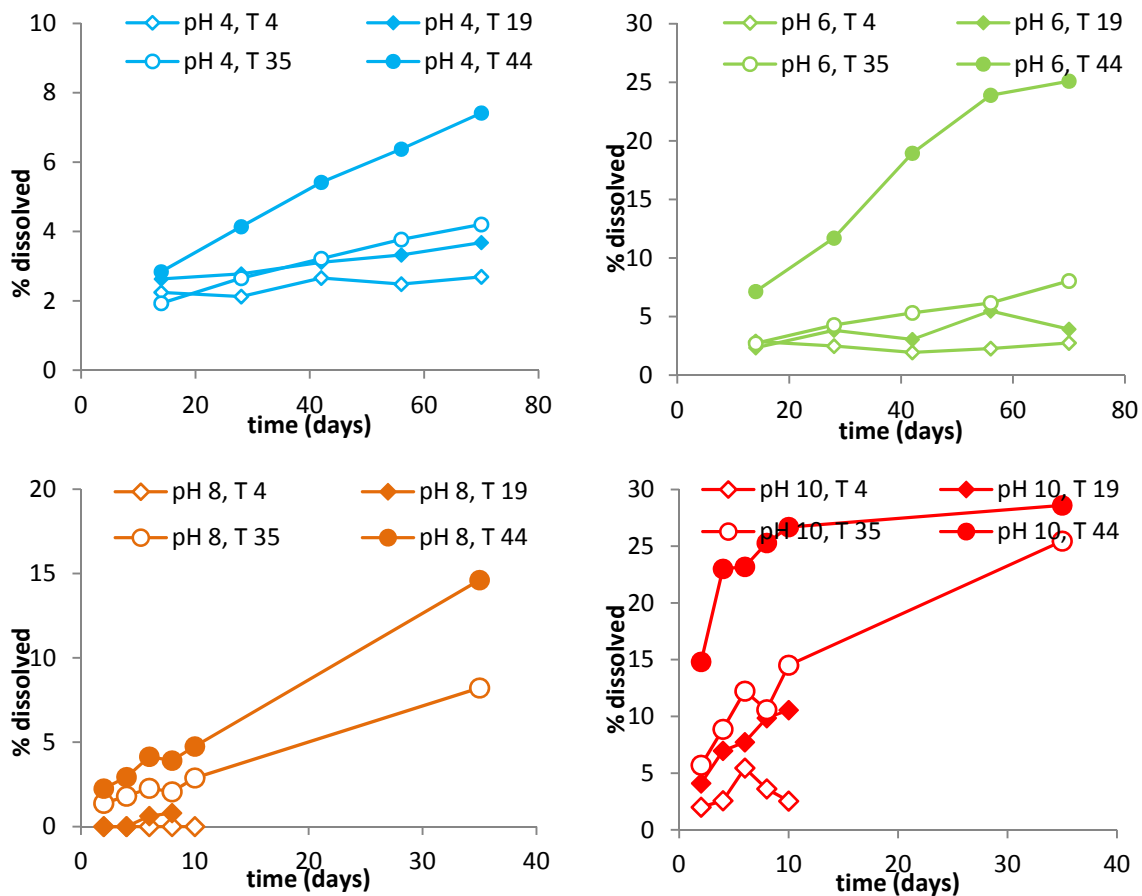 pH 4, T 4
pH 4, T 19
pH 4, T 35
pH 4, T 44
10
8
6
4
2
0
% dissolved
0 20 40 60 80
time (days)
pH 6, T 4
pH 6, T 19
pH 6, T 35
pH 6, T 44
30
25
20
15
10
5
0
% dissolved
0 20 40 60 80
time (days)
pH 8, T 4
pH 8, T 19
pH 8, T 35
pH 8, T 44
20
15
10
5
0
% dissolved
0 10 20 30 40
time (days)
pH 10, T 4
pH 10, T 19
pH 10, T 35
pH 10, T 44
30
25
20
15
10
5
0
% dissolved
0 10 20 30 40
time (days)